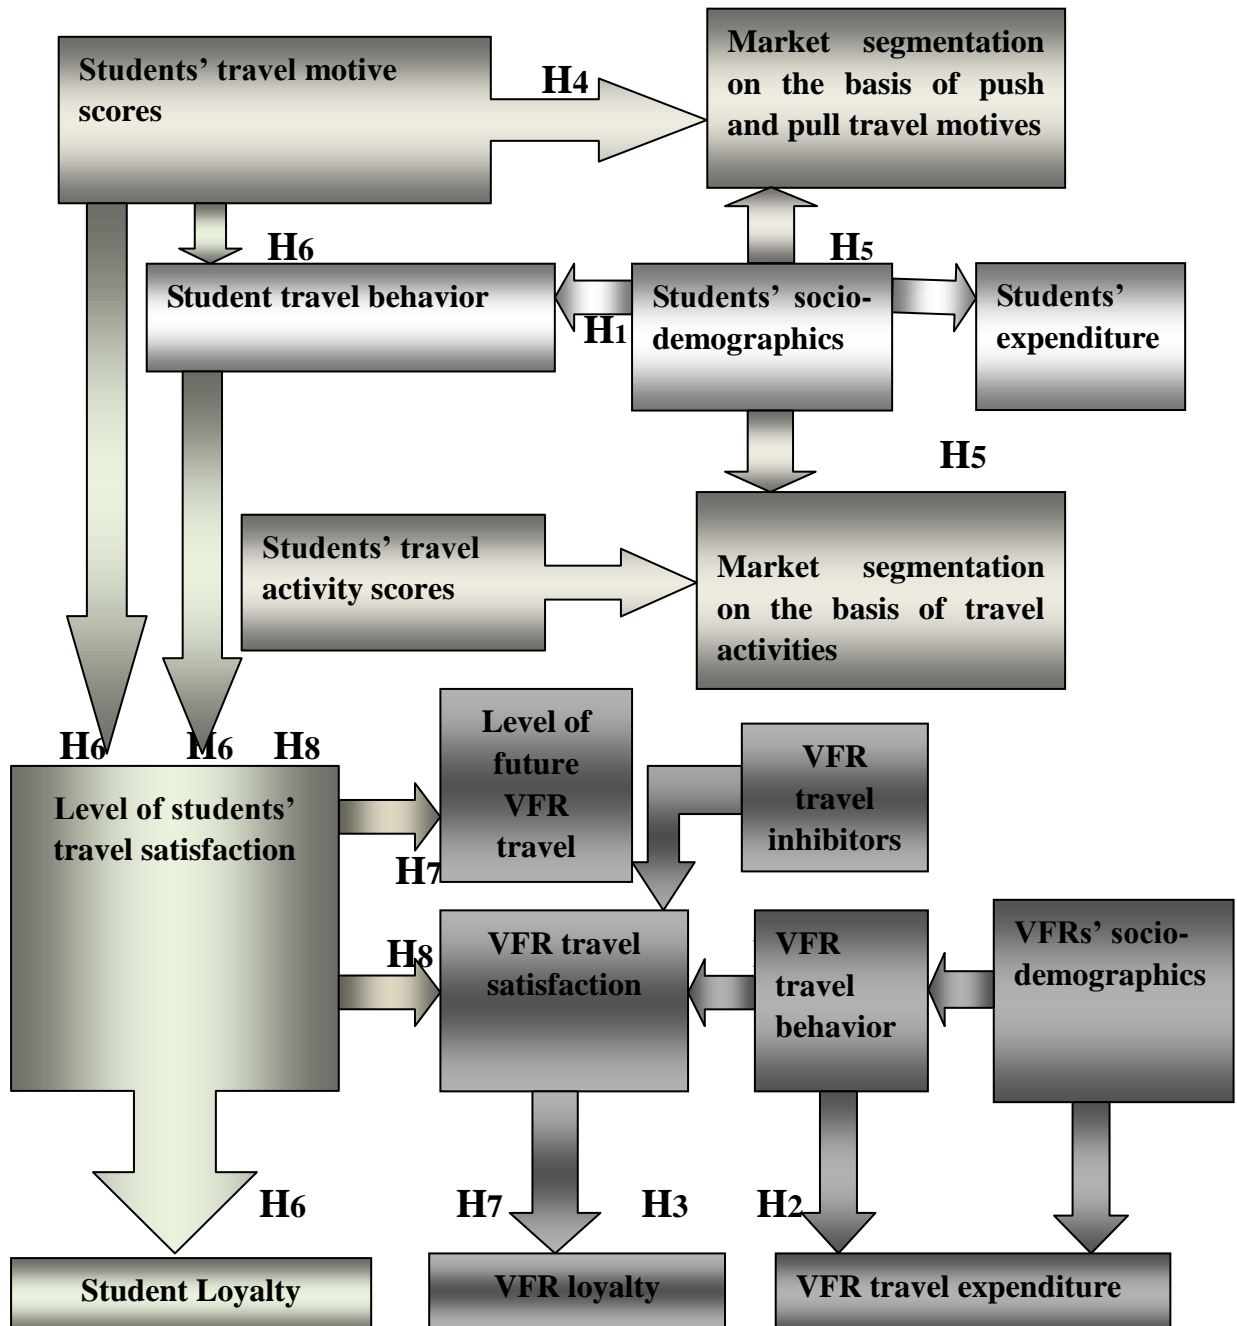 Students’ travel motive
scores
H4
Market segmentation
on the basis of push
and pull travel motives
H6
H5
Student travel behavior
H1
Students’ socio-
demographics
Students’
expenditure
H5
Students’ travel
activity scores
Market segmentation
on the basis of travel
activities
H6
H6
H8
Level of students’
travel satisfaction
Level of
future
VFR
travel
VFR
travel
inhibitors
H7
H8
VFR travel
satisfaction
VFR
travel
behavior
VFRs’ socio-
demographics
H6
H7
H3
H2
Student Loyalty
VFR loyalty
VFR travel expenditure